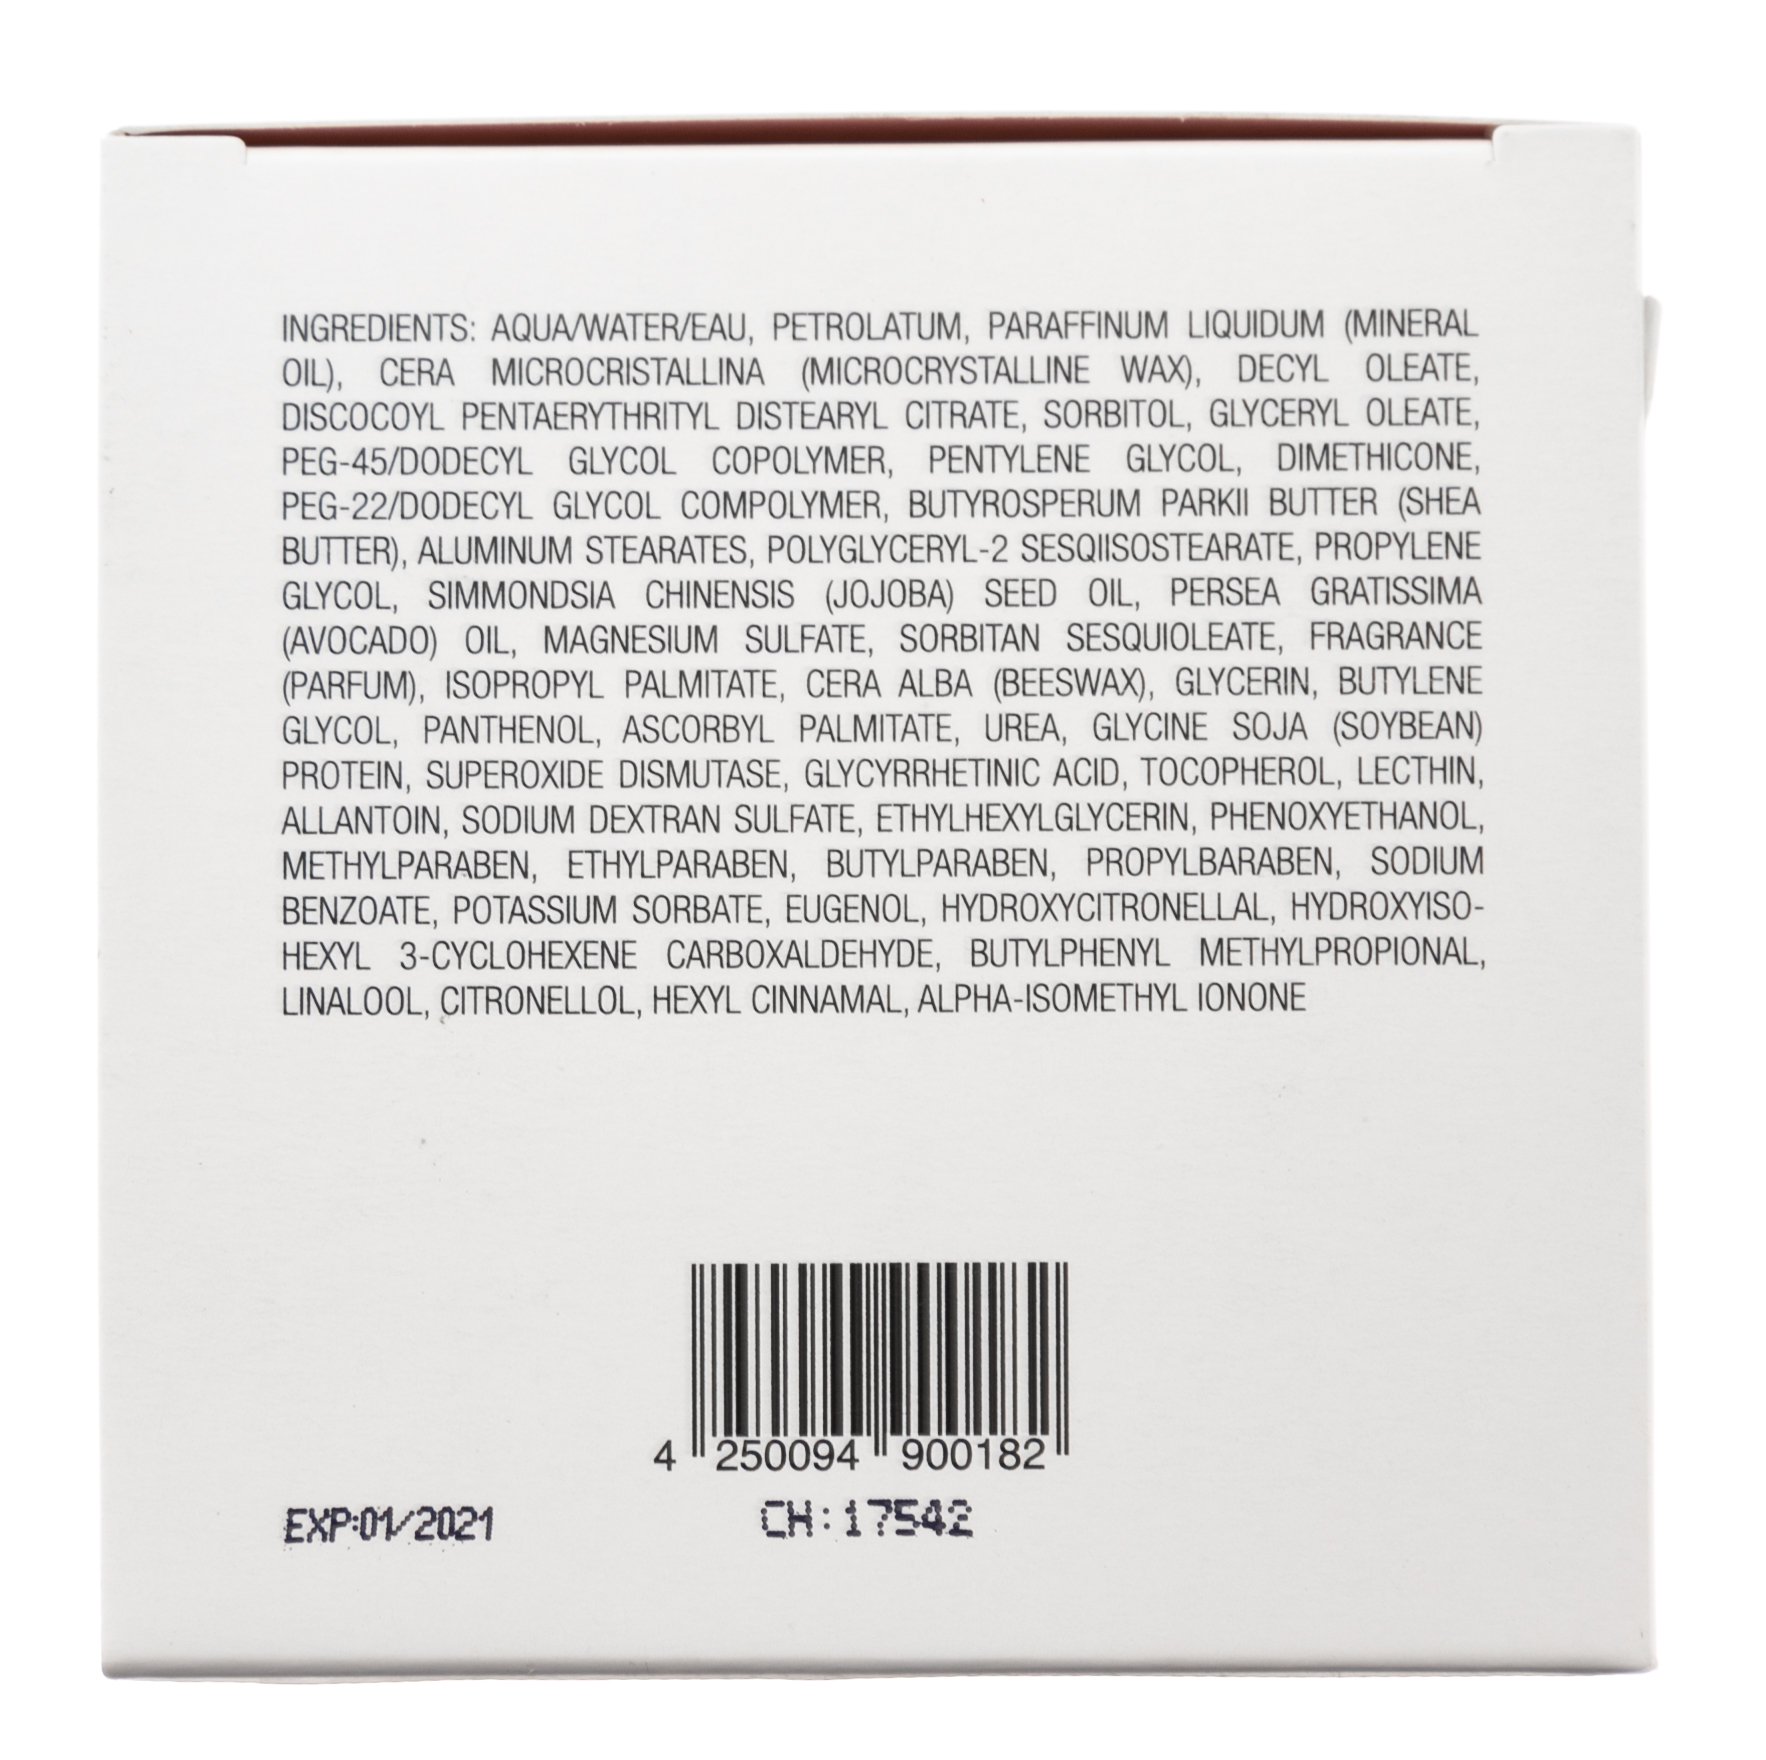 INGREDIENTS: AQUA/WATER/EAU, PETROLATUM, PARAFFINUM LIQUIDUM (MINERAL
OIL), CERA MICROCRISTALLINA (MICROCRYSTALLINE WAX), DECYL OLEATE,
DISCOCOYL PENTAERYTHRITYL DISTEARYL CITRATE, SORBITOL, GLYCERYL OLEATE,
PEG-45/DODECYL GLYCOL COPOLYMER, PENTYLENE GLYCOL, DIMETHICONE,
PEG-22/DODECYL GLYCOL COMPOLYMER, BUTYROSPERUM PARKII BUTTER (SHEA
BUTTER), ALUMINUM STEARATES, POLYGLYCERYL-2 SESQIISOSTEARATE, PROPYLENE
GLYCOL, SIMMONDSIA CHINENSIS (JOJOBA) SEED OIL, PERSEA GRATISSIMA
(AVOCADO) OIL, MAGNESIUM SULFATE, SORBITAN SESQUIOLEATE, FRAGRANCE
(PARFUM), ISOPROPYL PALMITATE, CERA ALBA (BEESWAX), GLYCERIN, BUTYLENE
GLYCOL, PANTHENOL, ASCORBYL PALMITATE, UREA, GLYCINE SOJA (SOYBEAN)
PROTEIN, SUPEROXIDE DISMUTASE, GLYCYRRHETINIC ACID, TOCOPHEROL, LECTHIN,
ALLANTOIN, SODIUM DEXTRAN SULFATE, ETHYLHEXYLGLYCERIN, PHENOXYETHANOL,
METHYLPARABEN, ETHYLPARABEN, BUTYLPARABEN, PROPYLBARABEN, SODIUM
BENZOATE, POTASSIUM SORBATE, EUGENOL, HYDROXYCITRONELLAL, HYDROXYISO-
HEXYL 3-CYCLOHEXENE CARBOXALDEHYDE, BUTYLPHENYL METHYLPROPIONAL,
LINALOOL, CITRONELLOL, HEXYL CINNAMAL, ALPHA-ISOMETHYL IONONE
4 250094 900182
EXP:01/2021 CH:17542